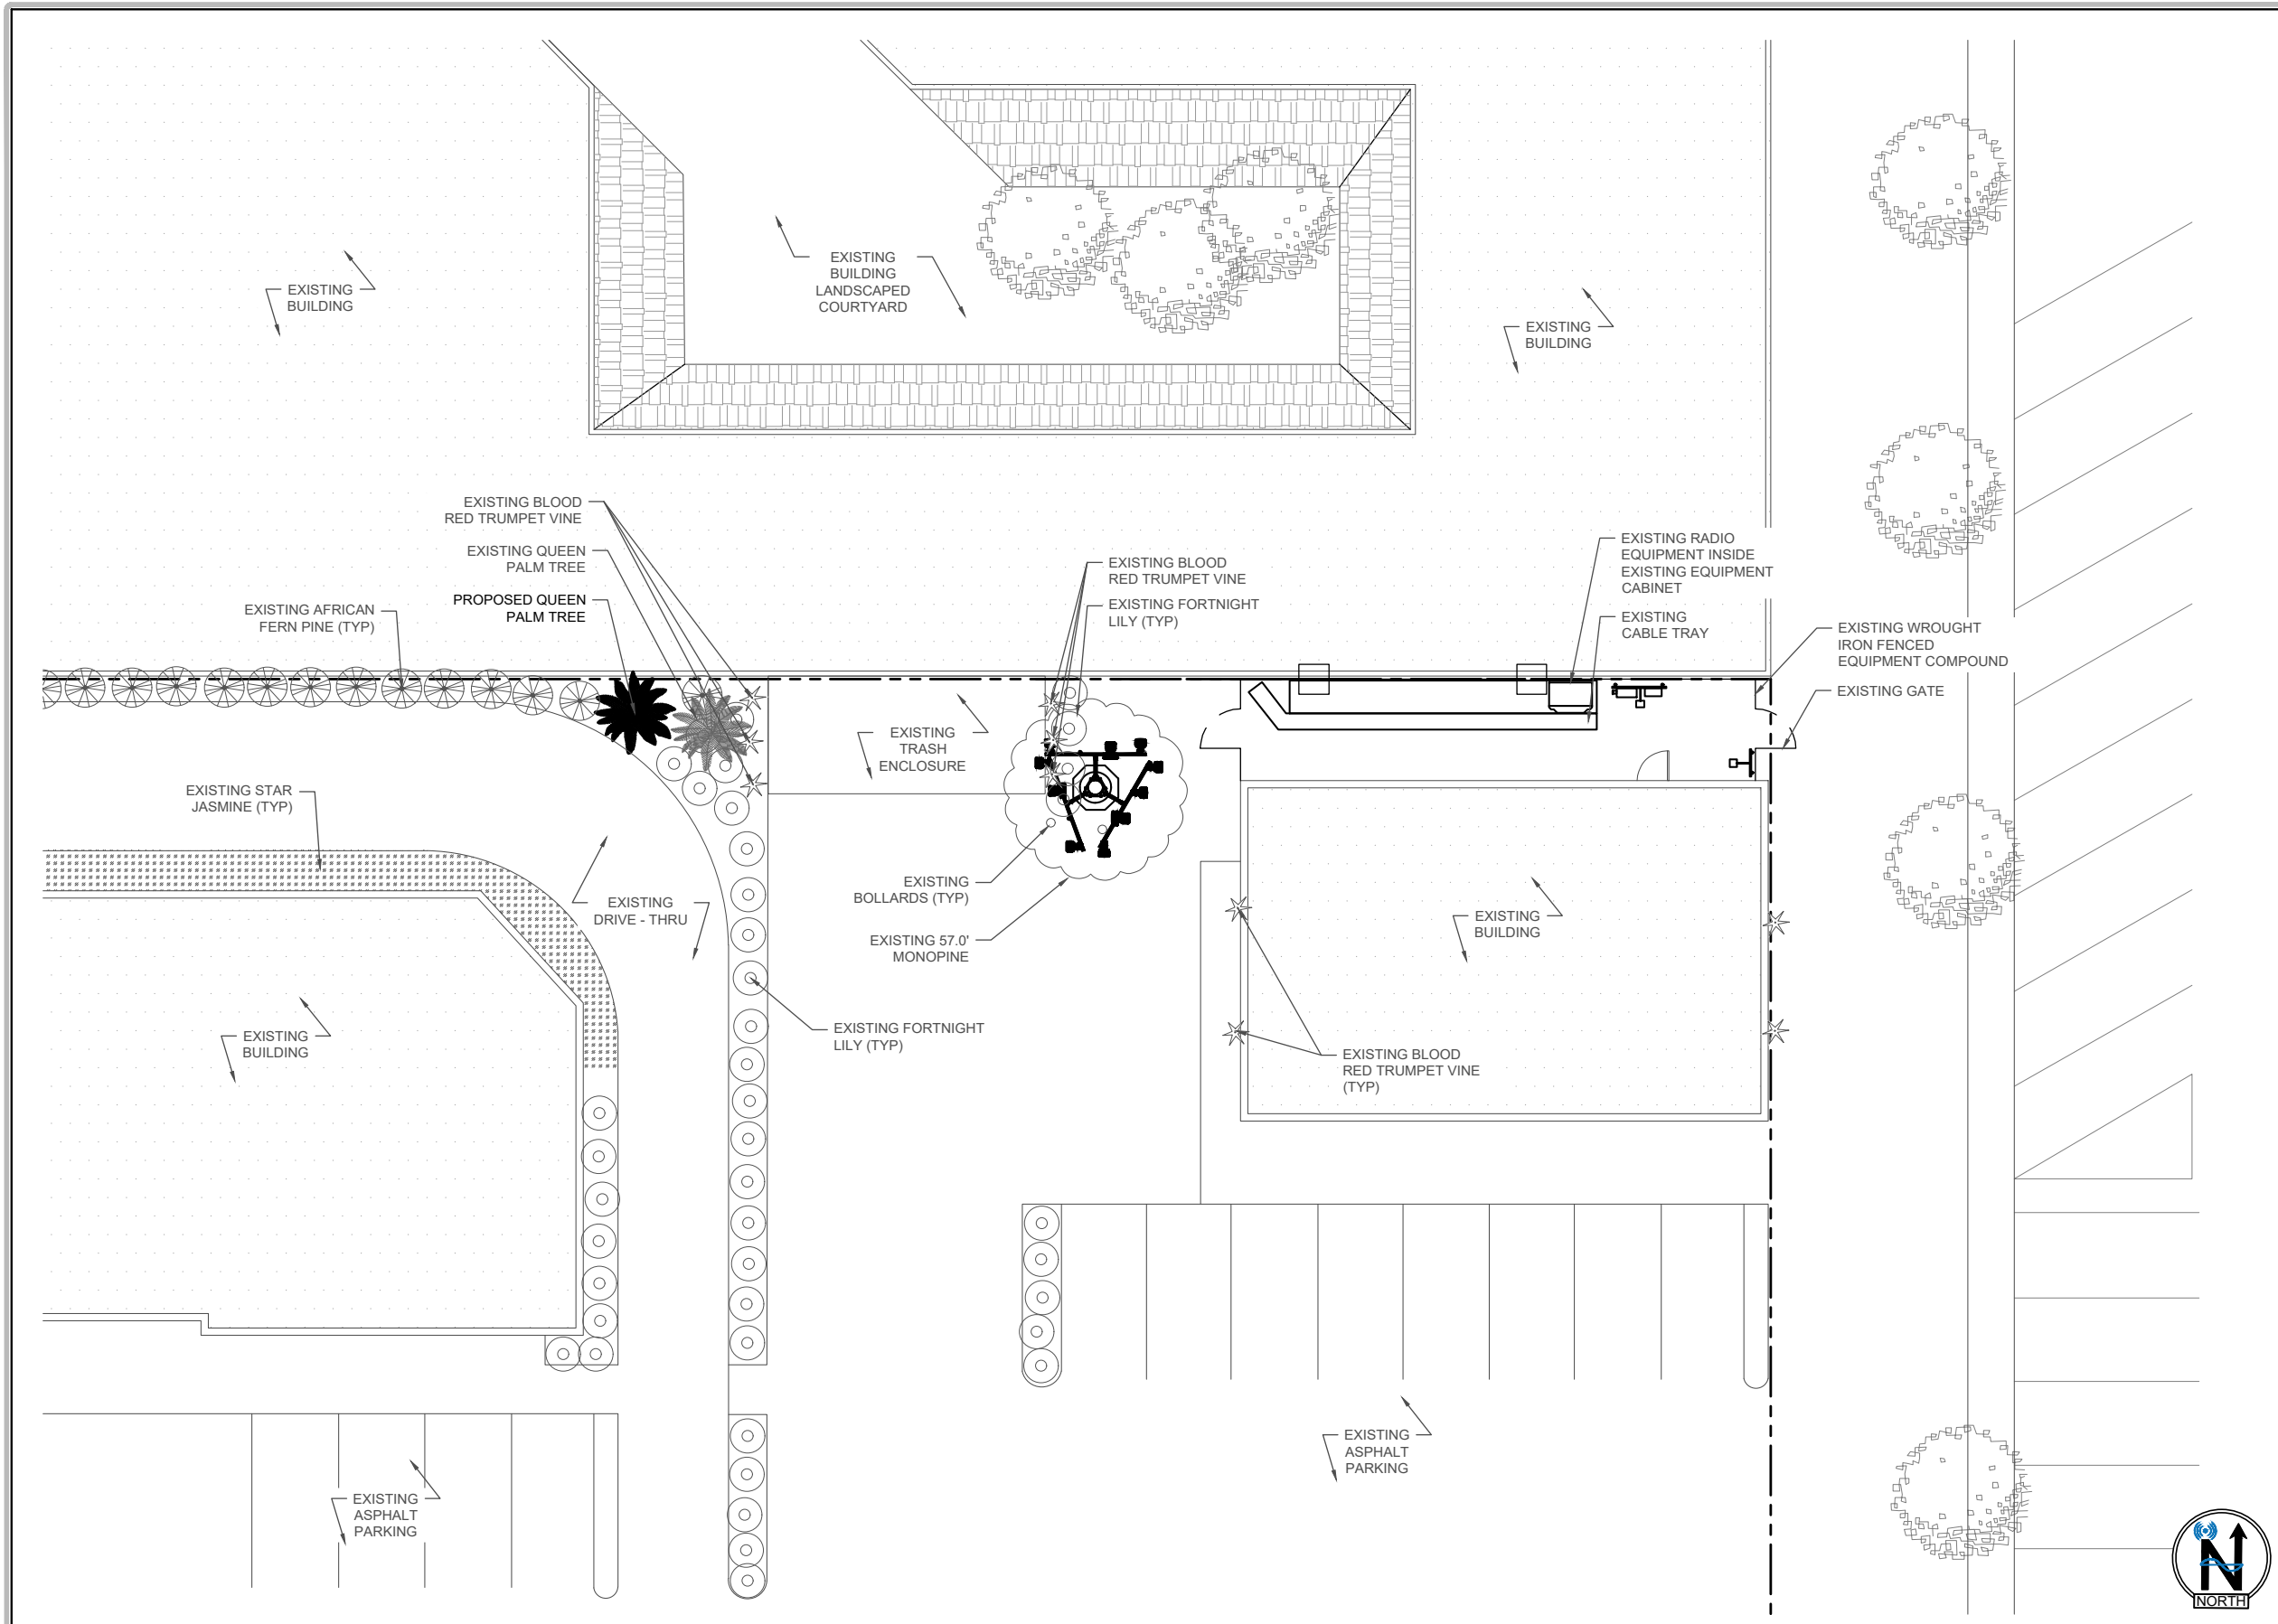 EXISTING
BUILDING
EXISTING
BUILDING
LANDSCAPED
COURTYARD
EXISTING
BUILDING
EXISTING BLOOD
RED TRUMPET VINE
EXISTING QUEEN
PALM TREE
PROPOSED QUEEN
PALM TREE
EXISTING AFRICAN
FERN PINE (TYP)
EXISTING BLOOD
RED TRUMPET VINE
EXISTING FORTNIGHT
LILY (TYP)
EXISTING RADIO
EQUIPMENT INSIDE
EXISTING EQUIPMENT
CABINET
EXISTING
CABLE TRAY
EXISTING WROUGHT
IRON FENCED
EQUIPMENT COMPOUND
EXISTING GATE
EXISTING
TRASH
ENCLOSURE
EXISTING STAR
JASMINE (TYP)
EXISTING
DRIVE - THRU
EXISTING
BOLLARDS (TYP)
EXISTING 57.0'
MONOPINE
EXISTING
BUILDING
EXISTING
BUILDING
EXISTING FORTNIGHT
LILY (TYP)
EXISTING BLOOD
RED TRUMPET VINE
(TYP)
EXISTING
ASPHALT
PARKING
EXISTING
ASPHALT
PARKING
N
NORTH